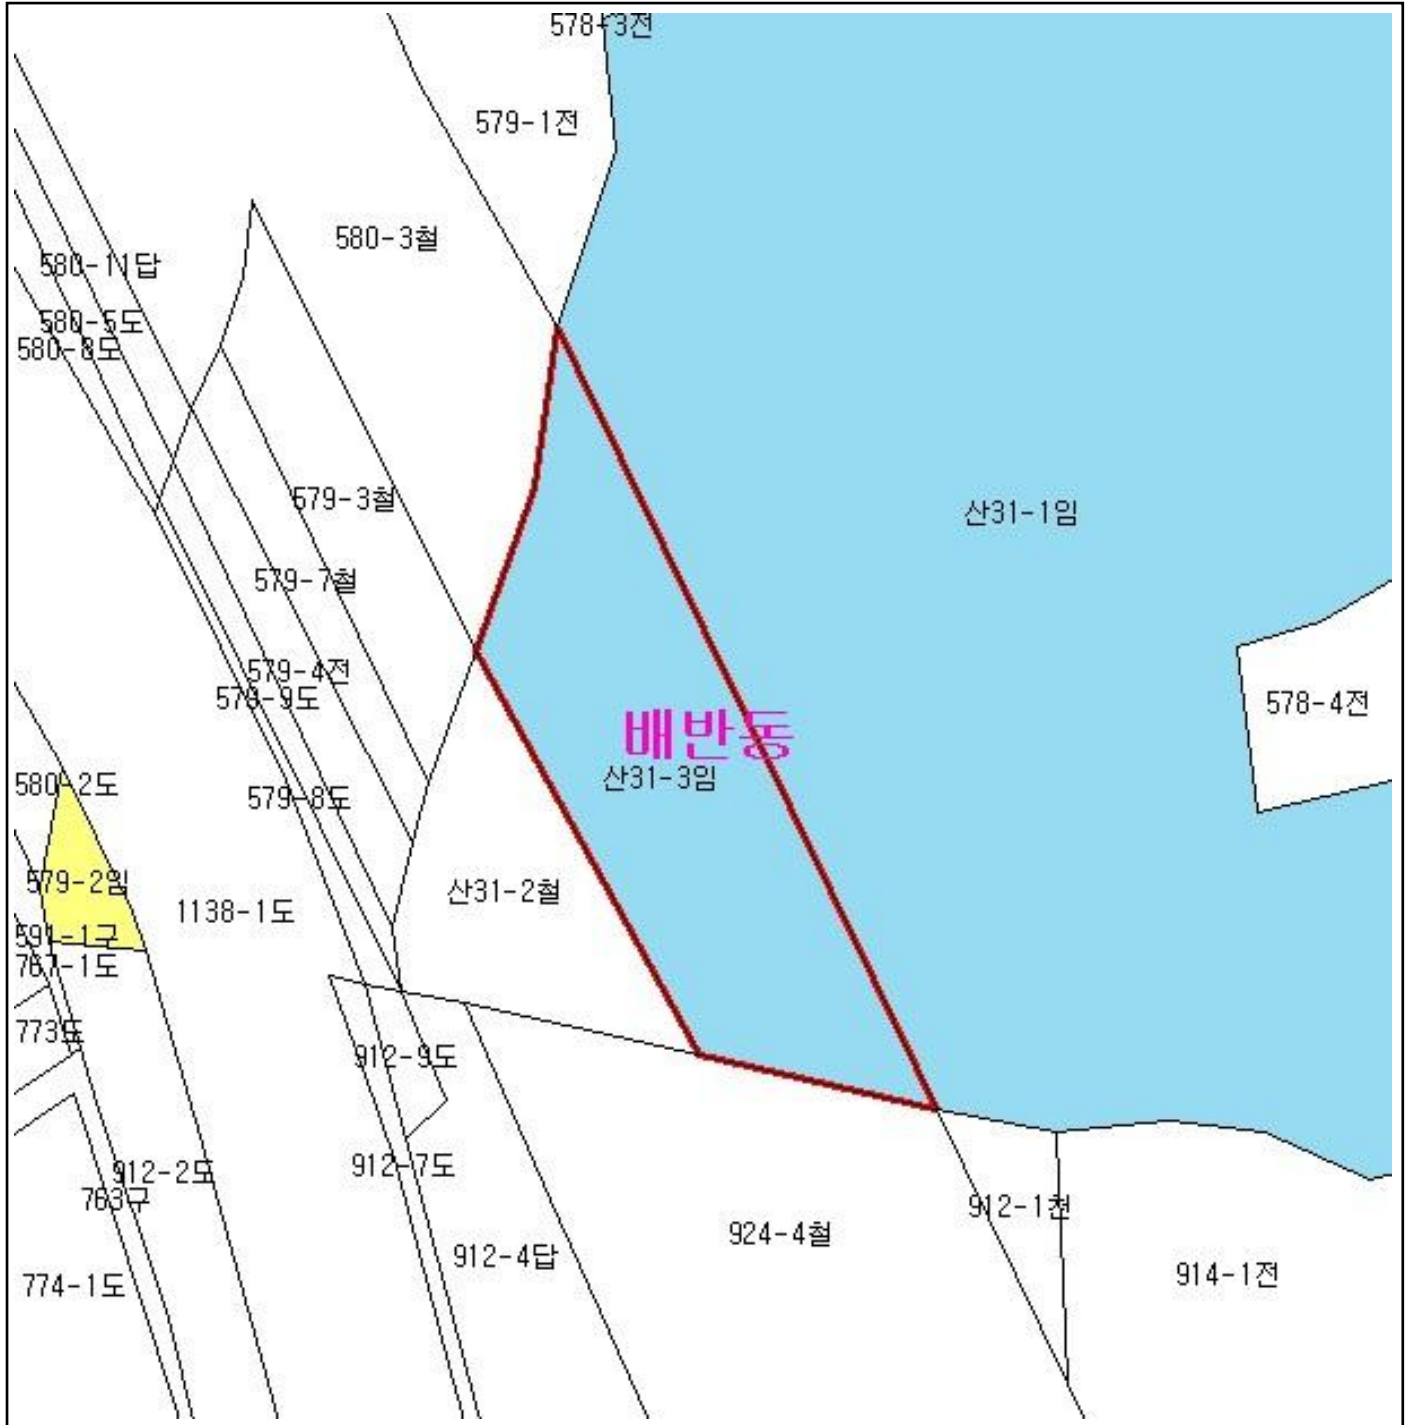 578-3전
579-1전
580-3철
580-11답
580-5도
580-8도
579-3철
산31-1임
579-7철
579-4전
579-9도
578-4전
배반동
산31-3임
580-2도
579-8도
579-2임
산31-2철
1138-1도
591-1구
767-1도
773도
912-9도
912-7도
912-2도
763구
912-1천
924-4철
912-4답
914-1전
774-1도